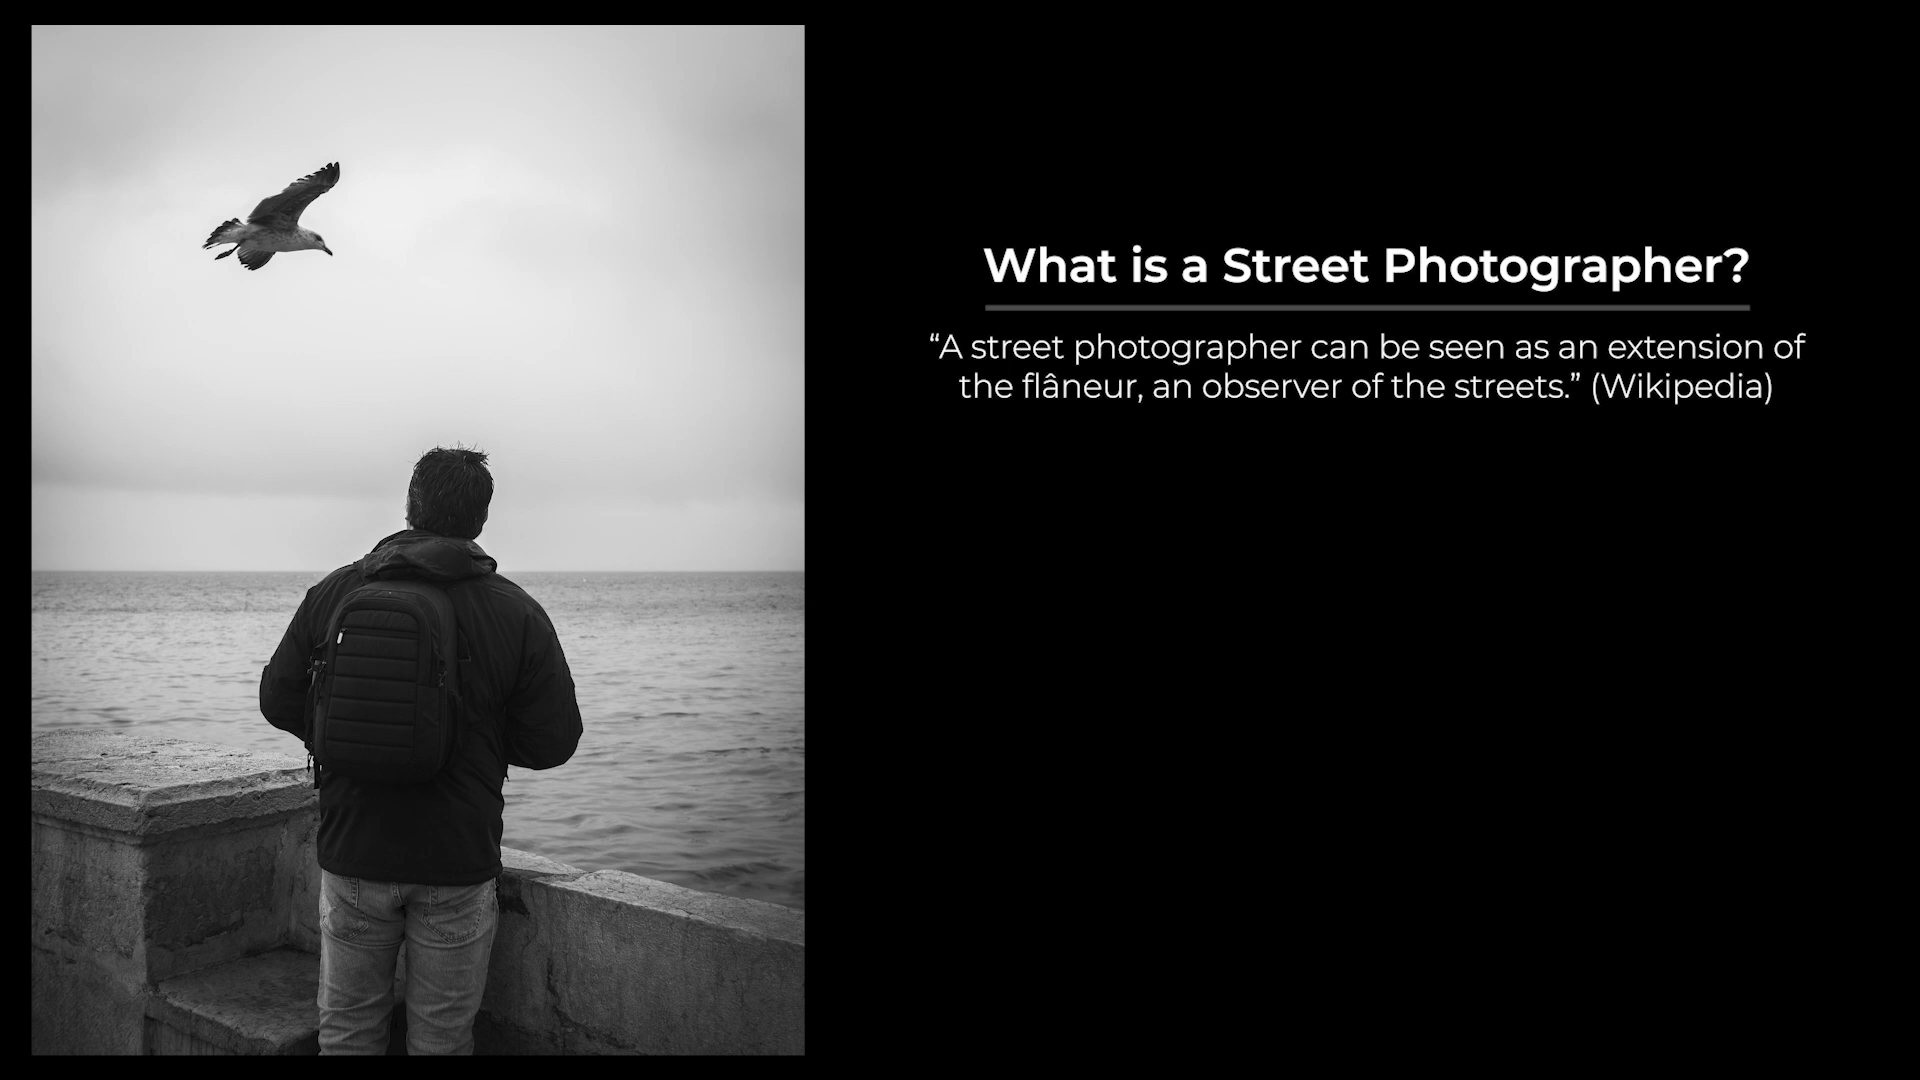 What is a Street Photographer?
“A street photographer can be seen as an extension of
the flâneur, an observer of the streets.” (Wikipedia)